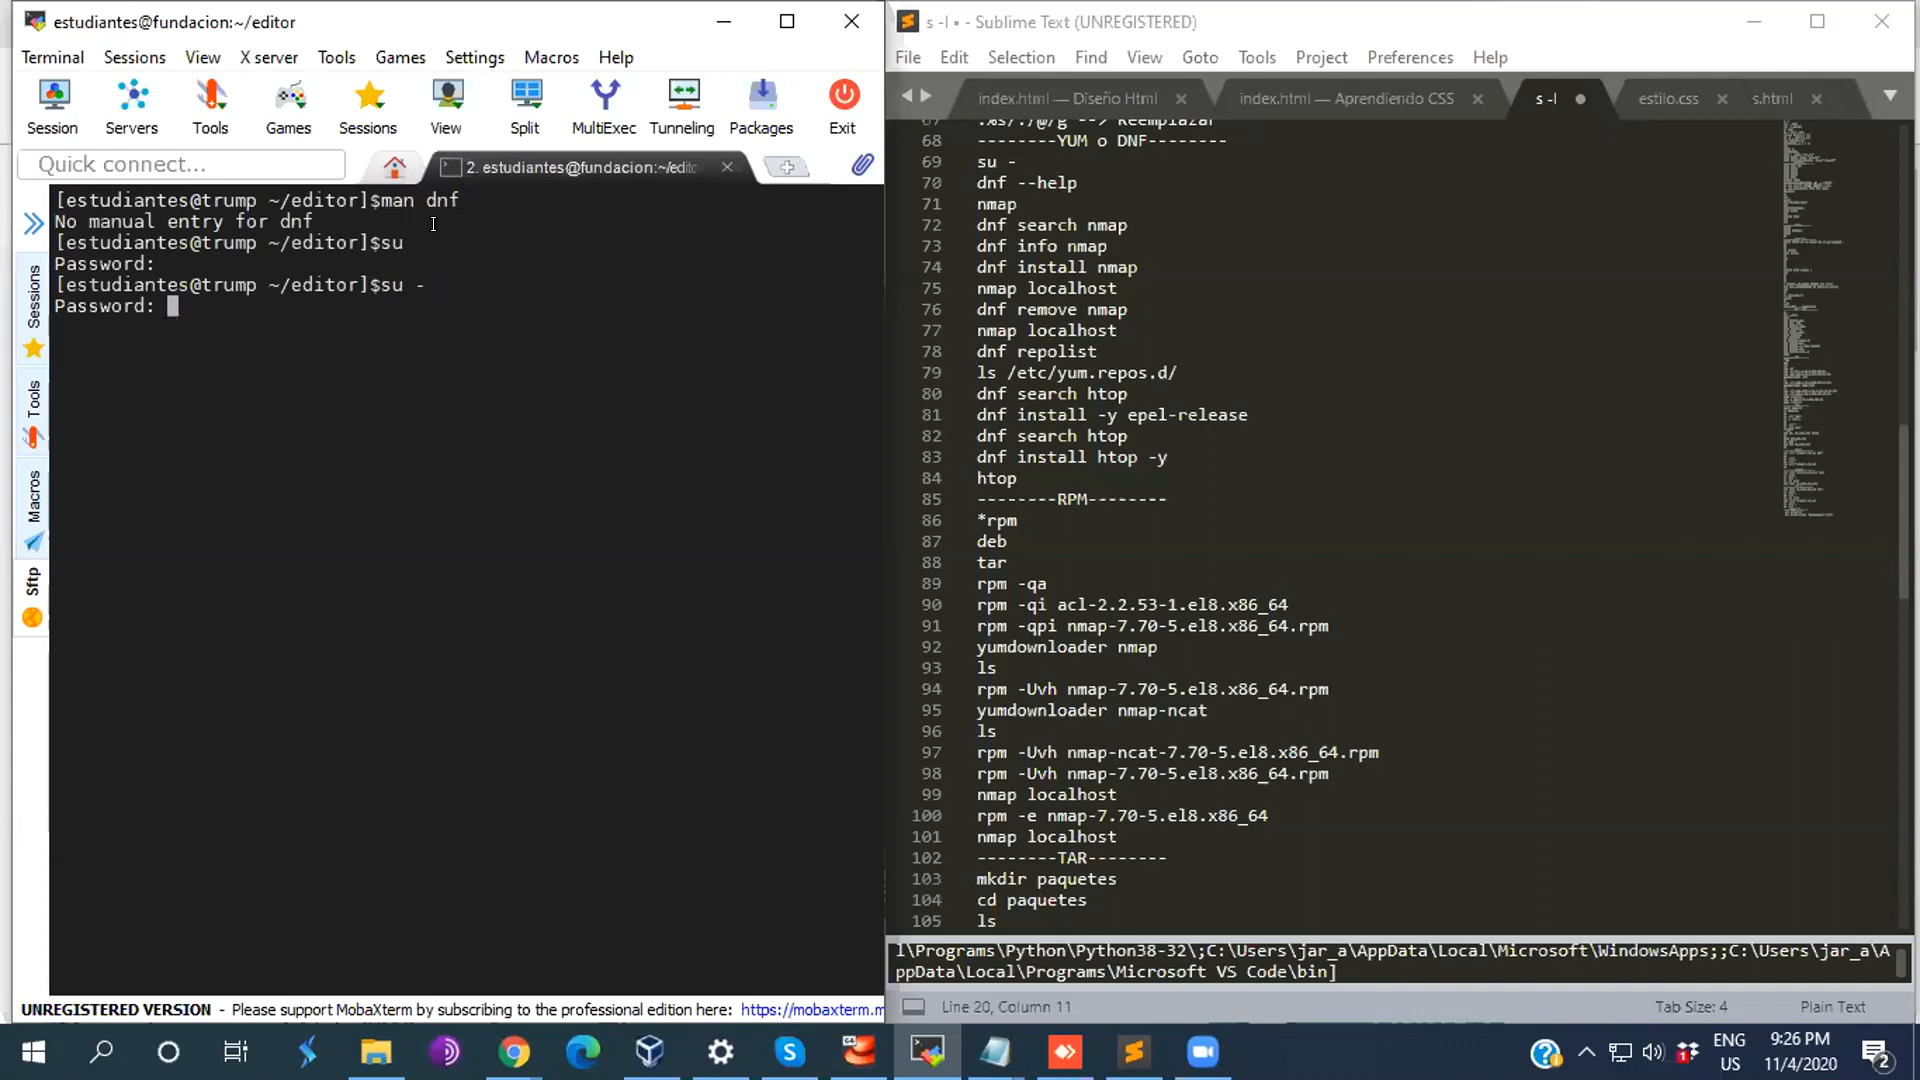 estudiantes@fundacion:~/editor
Terminal Sessions View X server Tools Games Settings Macros Help
Session Servers Tools Games Sessions View Split MultiExec Tunneling Packages Exit
Quick connect...
2. estudiantes@fundacion:~/edito
[estudiantes@trump ~/editor]$man dnf
No manual entry for dnf
[estudiantes@trump ~/editor]$su
Password:
[estudiantes@trump ~/editor]$su -
Password:
Sessions
Tools
Macros
Sftp
UNREGISTERED VERSION - Please support MobaXterm by subscribing to the professional edition here: https://mobaxterm.m
s -l • - Sublime Text (UNREGISTERED)
File Edit Selection Find View Goto Tools Project Preferences Help
index.html — Diseño Html
index.html — Aprendiendo CSS
s -l
estilo.css
s.html
67 :%s/:/@/g --> Reemplazar
68 --------YUM o DNF--------
69 su -
70 dnf --help
71 nmap
72 dnf search nmap
73 dnf info nmap
74 dnf install nmap
75 nmap localhost
76 dnf remove nmap
77 nmap localhost
78 dnf repolist
79 ls /etc/yum.repos.d/
80 dnf search htop
81 dnf install -y epel-release
82 dnf search htop
83 dnf install htop -y
84 htop
85 --------RPM--------
86 *rpm
87 deb
88 tar
89 rpm -qa
90 rpm -qi acl-2.2.53-1.el8.x86_64
91 rpm -qpi nmap-7.70-5.el8.x86_64.rpm
92 yumdownloader nmap
93 ls
94 rpm -Uvh nmap-7.70-5.el8.x86_64.rpm
95 yumdownloader nmap-ncat
96 ls
97 rpm -Uvh nmap-ncat-7.70-5.el8.x86_64.rpm
98 rpm -Uvh nmap-7.70-5.el8.x86_64.rpm
99 nmap localhost
100 rpm -e nmap-7.70-5.el8.x86_64
101 nmap localhost
102 --------TAR--------
103 mkdir paquetes
104 cd paquetes
105 ls
l\Programs\Python\Python38-32\;C:\Users\jar_a\AppData\Local\Microsoft\WindowsApps;;C:\Users\jar_a\A
ppData\Local\Programs\Microsoft VS Code\bin]
Line 20, Column 11
Tab Size: 4
Plain Text
ENG
US
9:26 PM
11/4/2020
2